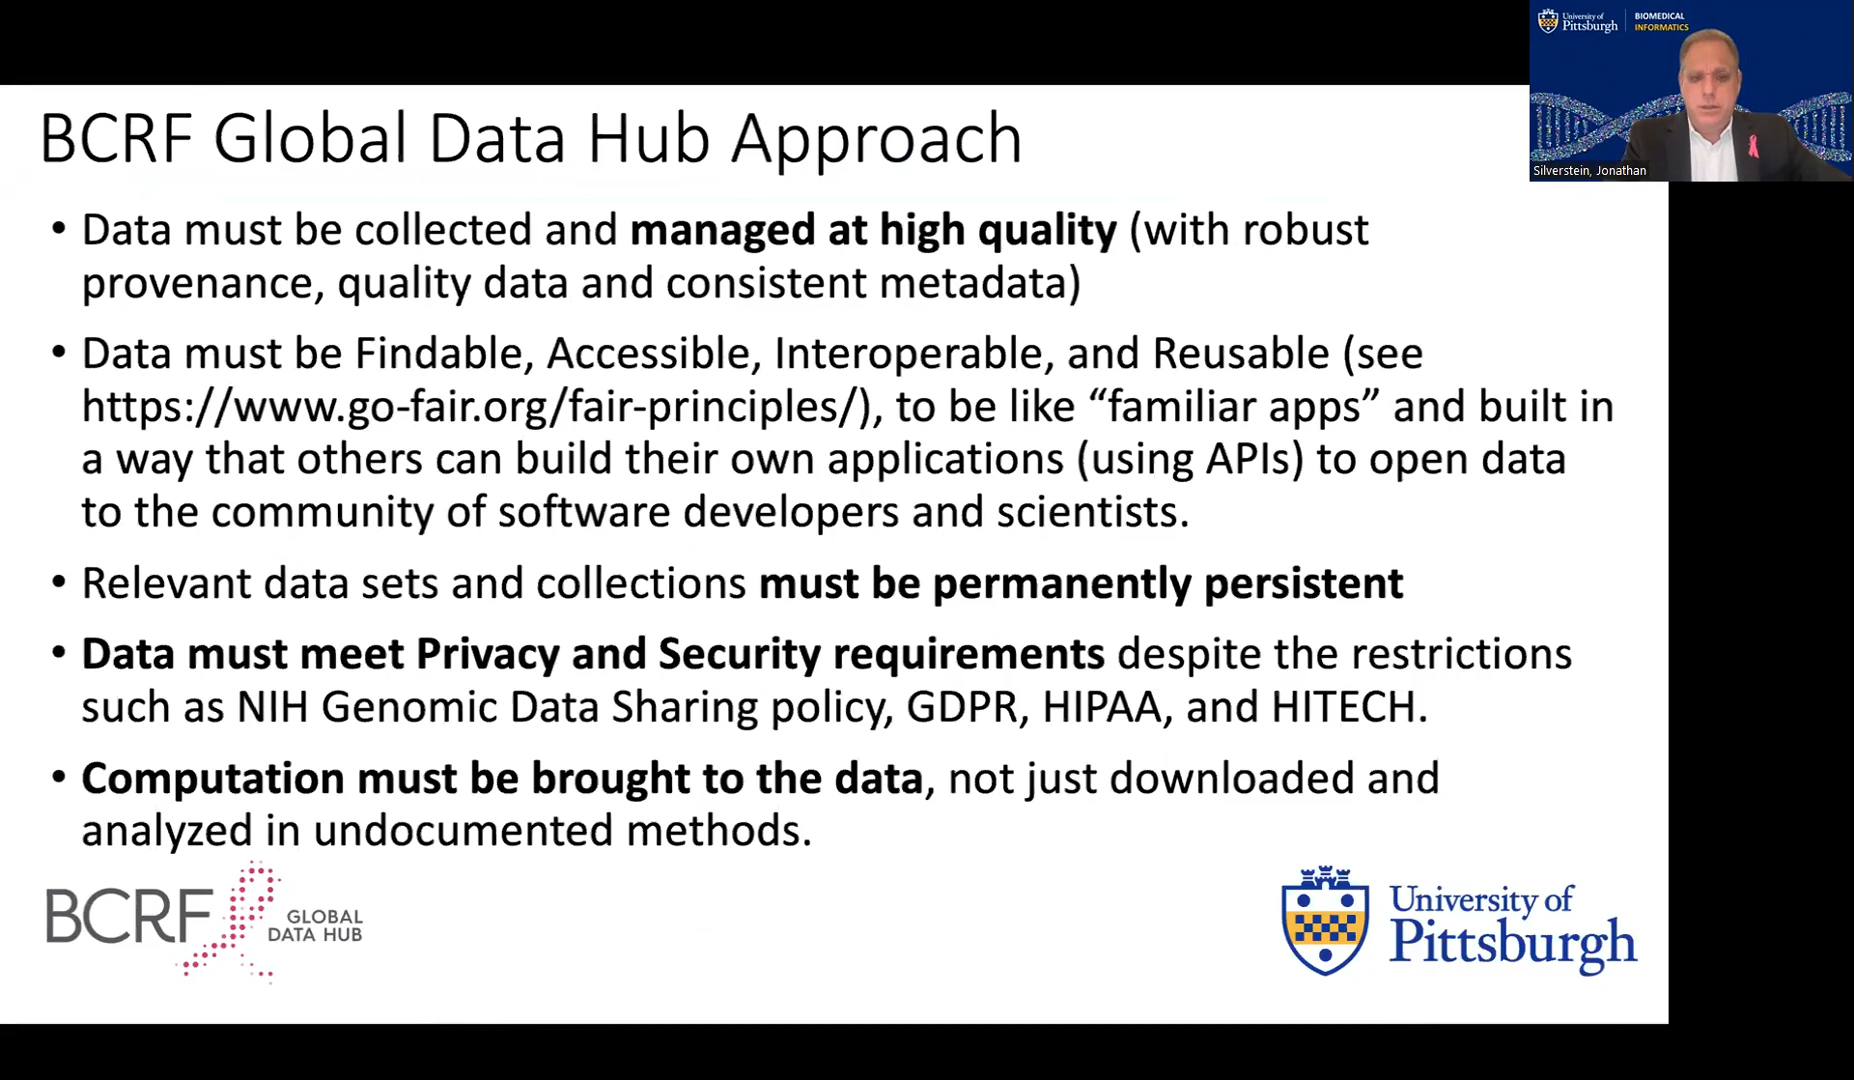 University of
Pittsburgh
BIOMEDICAL
INFORMATICS
Silverstein, Jonathan
BCRF Global Data Hub Approach
• Data must be collected and managed at high quality (with robust
provenance, quality data and consistent metadata)
• Data must be Findable, Accessible, Interoperable, and Reusable (see
https://www.go-fair.org/fair-principles/), to be like “familiar apps” and built in
a way that others can build their own applications (using APIs) to open data
to the community of software developers and scientists.
• Relevant data sets and collections must be permanently persistent
• Data must meet Privacy and Security requirements despite the restrictions
such as NIH Genomic Data Sharing policy, GDPR, HIPAA, and HITECH.
• Computation must be brought to the data, not just downloaded and
analyzed in undocumented methods.
BCRF
GLOBAL
DATA HUB
University of
Pittsburgh